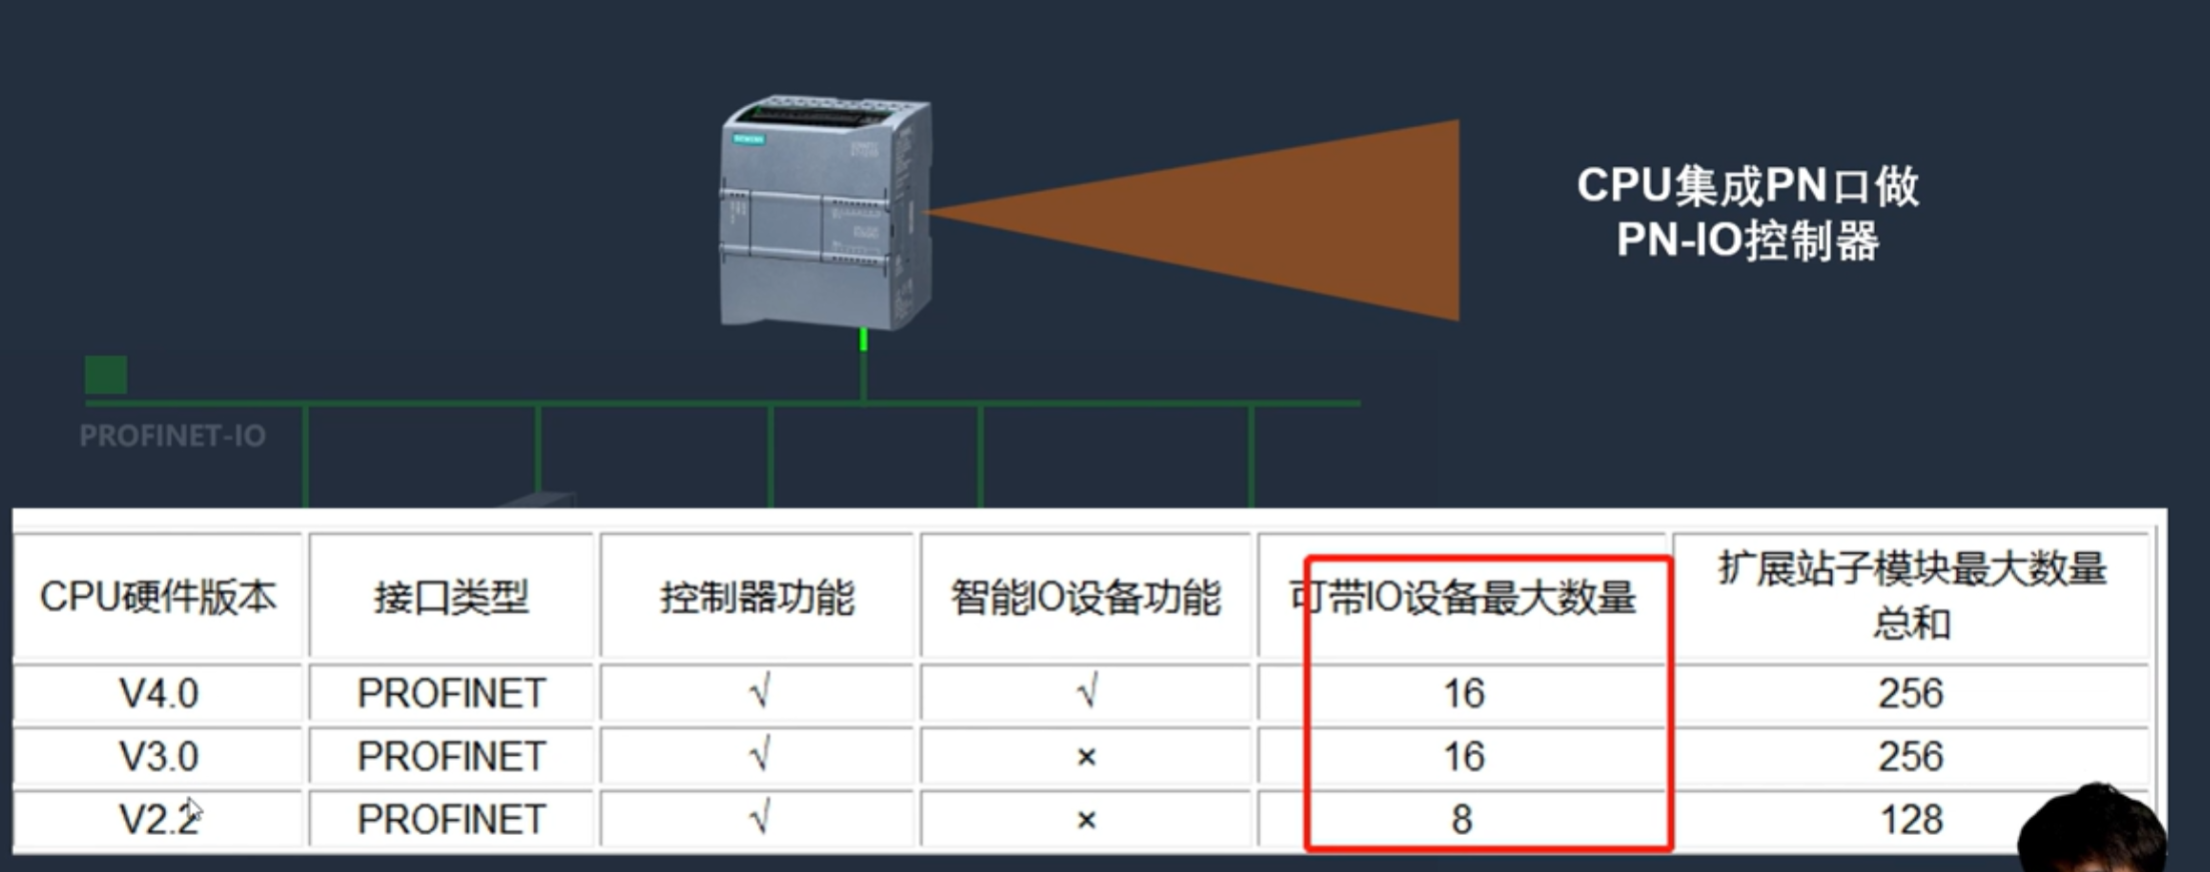 SIEMENS
CPU集成PN口做
PN-IO控制器
PROFINET-IO
CPU硬件版本 接口类型 控制器功能 智能IO设备功能 可带IO设备最大数量 扩展站子模块最大数量
总和
V4.0 PROFINET √ √ 16 256
V3.0 PROFINET √ × 16 256
V2.2 PROFINET √ × 8 128